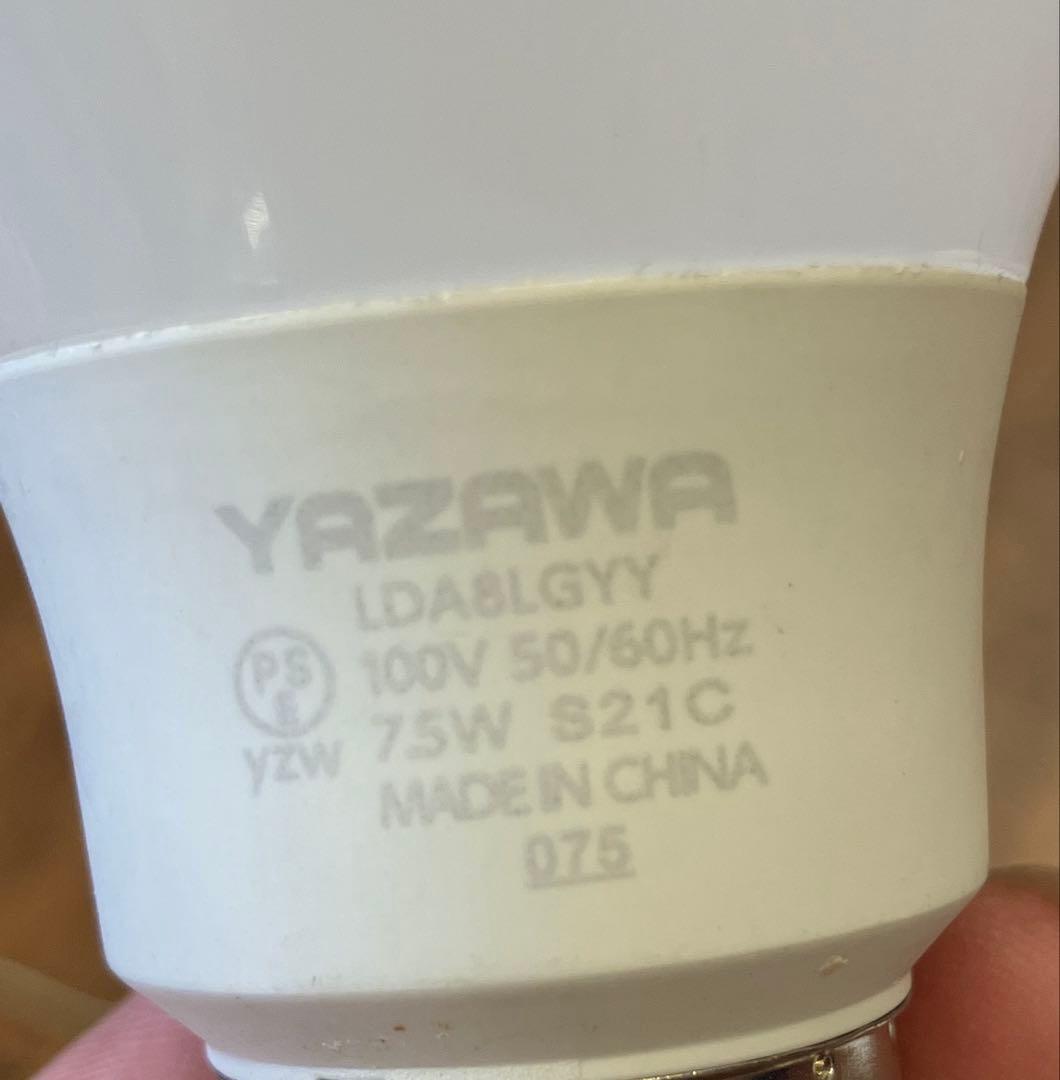 YAZAWA
LDA8LGYY
PS
E
100V 50/60Hz
YZW
7.5W S21C
MADE IN CHINA
075